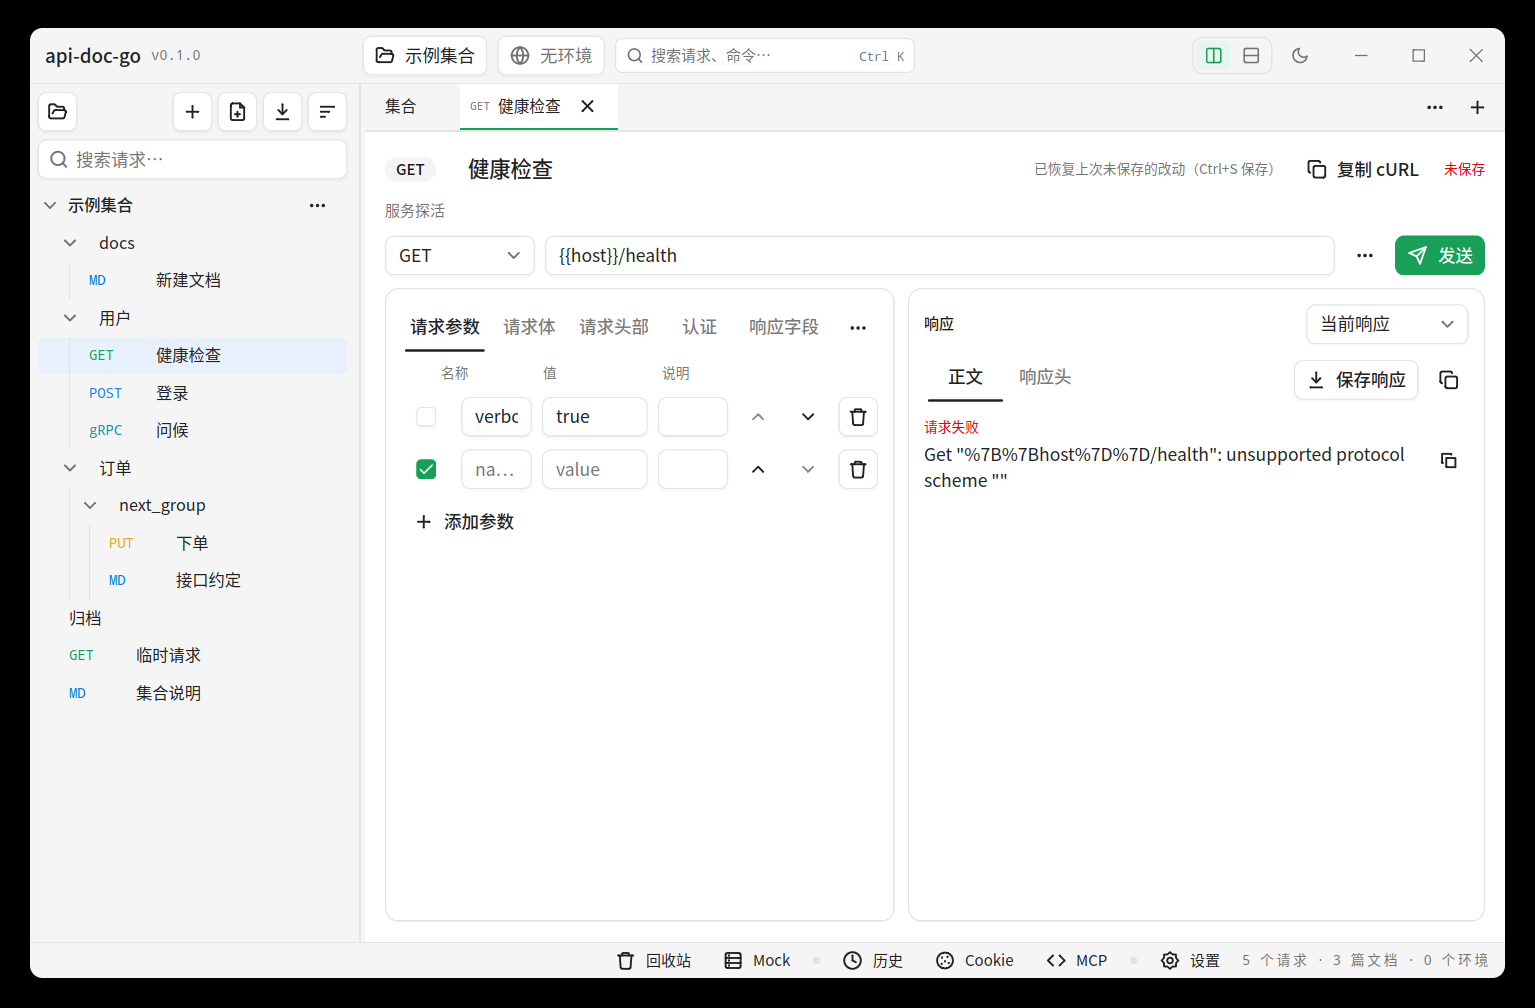 api-doc-go v0.1.0 示例集合 无环境 搜索请求、命令… Ctrl K
搜索请求…
示例集合
docs
MD 新建文档
用户
GET 健康检查
POST 登录
gRPC 问候
订单
next_group
PUT 下单
MD 接口约定
归档
GET 临时请求
MD 集合说明
集合 GET 健康检查
GET 健康检查 已恢复上次未保存的改动（Ctrl+S 保存） 复制 cURL 未保存
服务探活
GET {{host}}/health 发送
请求参数 请求体 请求头部 认证 响应字段
名称 值 说明
verbc true
na... value
添加参数
响应 当前响应
正文 响应头 保存响应
请求失败
Get "%7B%7Bhost%7D%7D/health": unsupported protocol
scheme ""
回收站 Mock 历史 Cookie MCP 设置 5 个请求 · 3 篇文档 · 0 个环境